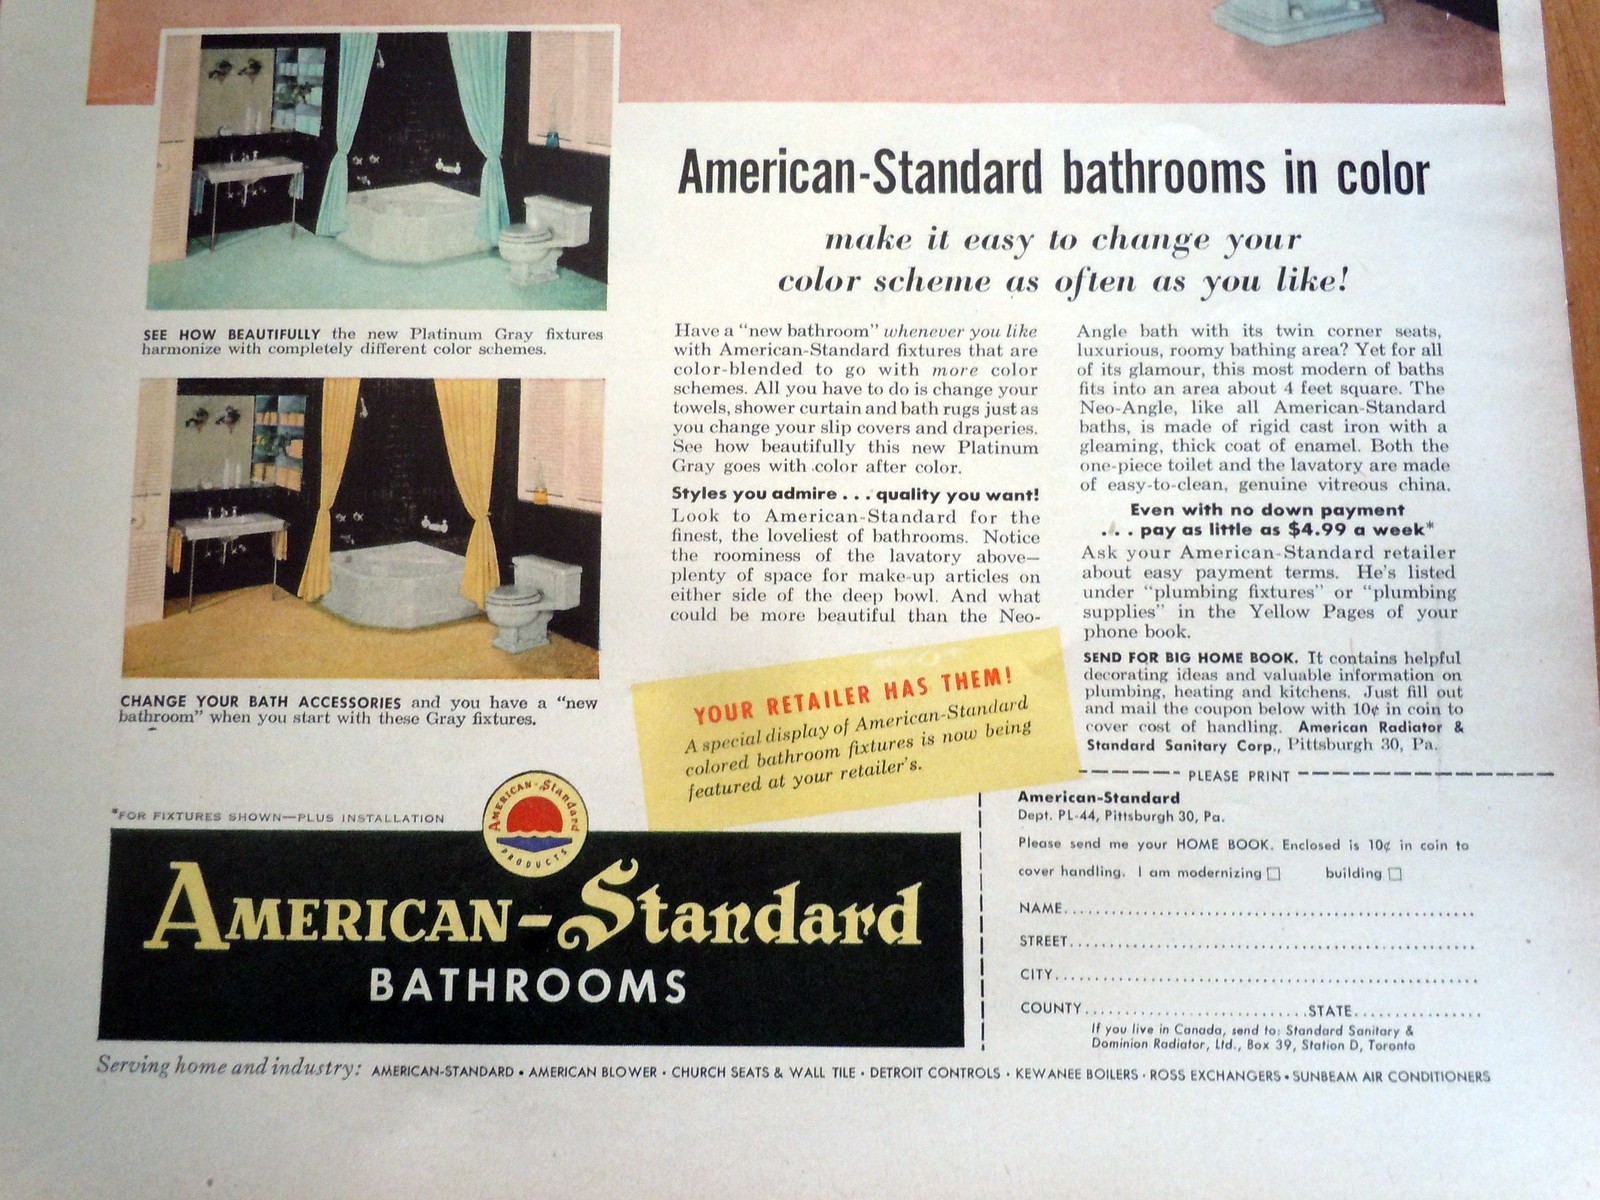 American-Standard bathrooms in color
make it easy to change your
color scheme as often as you like!
SEE HOW BEAUTIFULLY the new Platinum Gray fixtures
harmonize with completely different color schemes.
CHANGE YOUR BATH ACCESSORIES and you have a “new
bathroom” when you start with these Gray fixtures.
Have a “new bathroom” whenever you like
with American-Standard fixtures that are
color-blended to go with more color
schemes. All you have to do is change your
towels, shower curtain and bath rugs just as
you change your slip covers and draperies.
See how beautifully this new Platinum
Gray goes with color after color.
Styles you admire . . . quality you want!
Look to American-Standard for the
finest, the loveliest of bathrooms. Notice
the roominess of the lavatory above—
plenty of space for make-up articles on
either side of the deep bowl. And what
could be more beautiful than the Neo-
Angle bath with its twin corner seats,
luxurious, roomy bathing area? Yet for all
of its glamour, this most modern of baths
fits into an area about 4 feet square. The
Neo-Angle, like all American-Standard
baths, is made of rigid cast iron with a
gleaming, thick coat of enamel. Both the
one-piece toilet and the lavatory are made
of easy-to-clean, genuine vitreous china.
Even with no down payment
. . . pay as little as $4.99 a week*
Ask your American-Standard retailer
about easy payment terms. He's listed
under “plumbing fixtures” or “plumbing
supplies” in the Yellow Pages of your
phone book.
SEND FOR BIG HOME BOOK. It contains helpful
decorating ideas and valuable information on
plumbing, heating and kitchens. Just fill out
and mail the coupon below with 10¢ in coin to
cover cost of handling. American Radiator &
Standard Sanitary Corp., Pittsburgh 30, Pa.
YOUR RETAILER HAS THEM!
A special display of American-Standard
colored bathroom fixtures is now being
featured at your retailer's.
*FOR FIXTURES SHOWN—PLUS INSTALLATION
AMERICAN-Standard
PRODUCTS
AMERICAN-Standard
BATHROOMS
PLEASE PRINT
American-Standard
Dept. PL-44, Pittsburgh 30, Pa.
Please send me your HOME BOOK. Enclosed is 10¢ in coin to
cover handling. I am modernizing □ building □
NAME
STREET
CITY
COUNTY STATE
If you live in Canada, send to: Standard Sanitary &
Dominion Radiator, Ltd., Box 39, Station D, Toronto
Serving home and industry: AMERICAN-STANDARD • AMERICAN BLOWER • CHURCH SEATS & WALL TILE • DETROIT CONTROLS • KEWANEE BOILERS • ROSS EXCHANGERS • SUNBEAM AIR CONDITIONERS